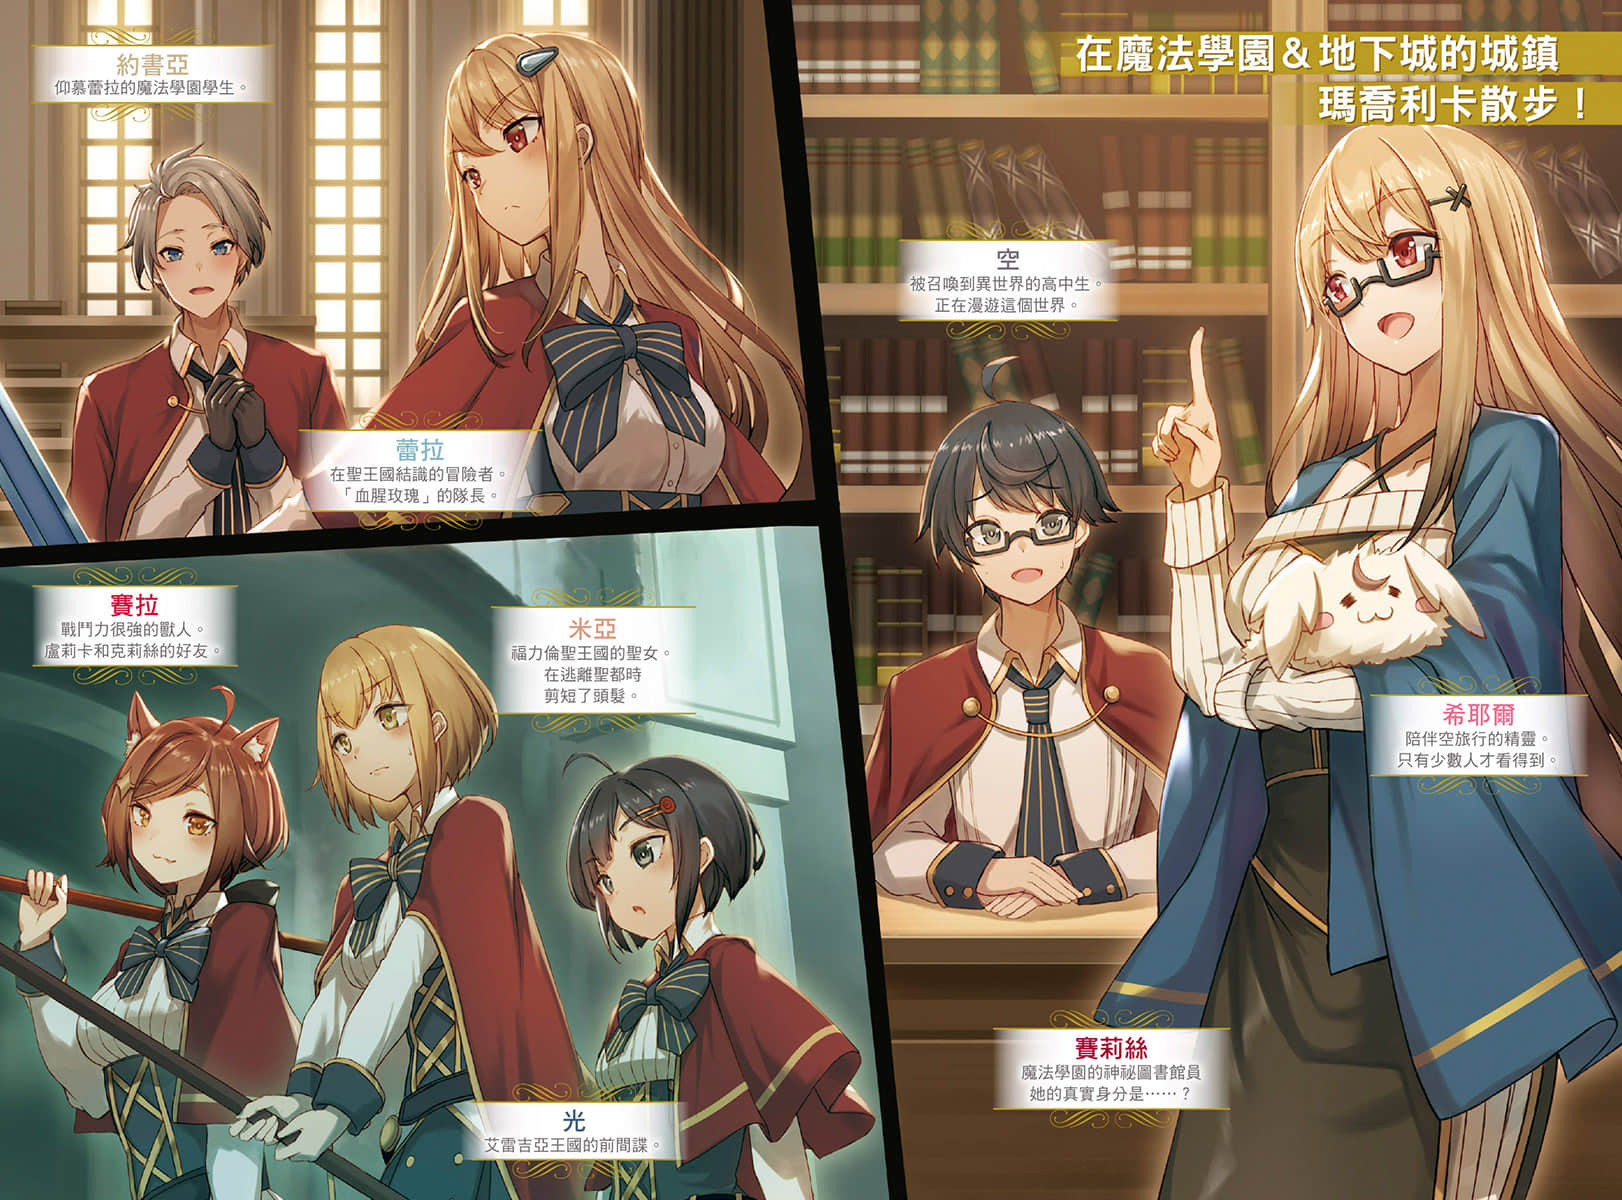 在魔法學園＆地下城的城鎮
瑪喬利卡散步！
約書亞
仰慕蕾拉的魔法學園學生。
蕾拉
在聖王國結識的冒險者。
「血腥玫瑰」的隊長。
空
被召喚到異世界的高中生。
正在漫遊這個世界。
希耶爾
陪伴空旅行的精靈。
只有少數人才看得到。
賽莉絲
魔法學園的神祕圖書館員
她的真實身分是⋯⋯？
賽拉
戰鬥力很強的獸人。
盧莉卡和克莉絲的好友。
米亞
福力倫聖王國的聖女。
在逃離聖都時
剪短了頭髮。
光
艾雷吉亞王國的前間諜。